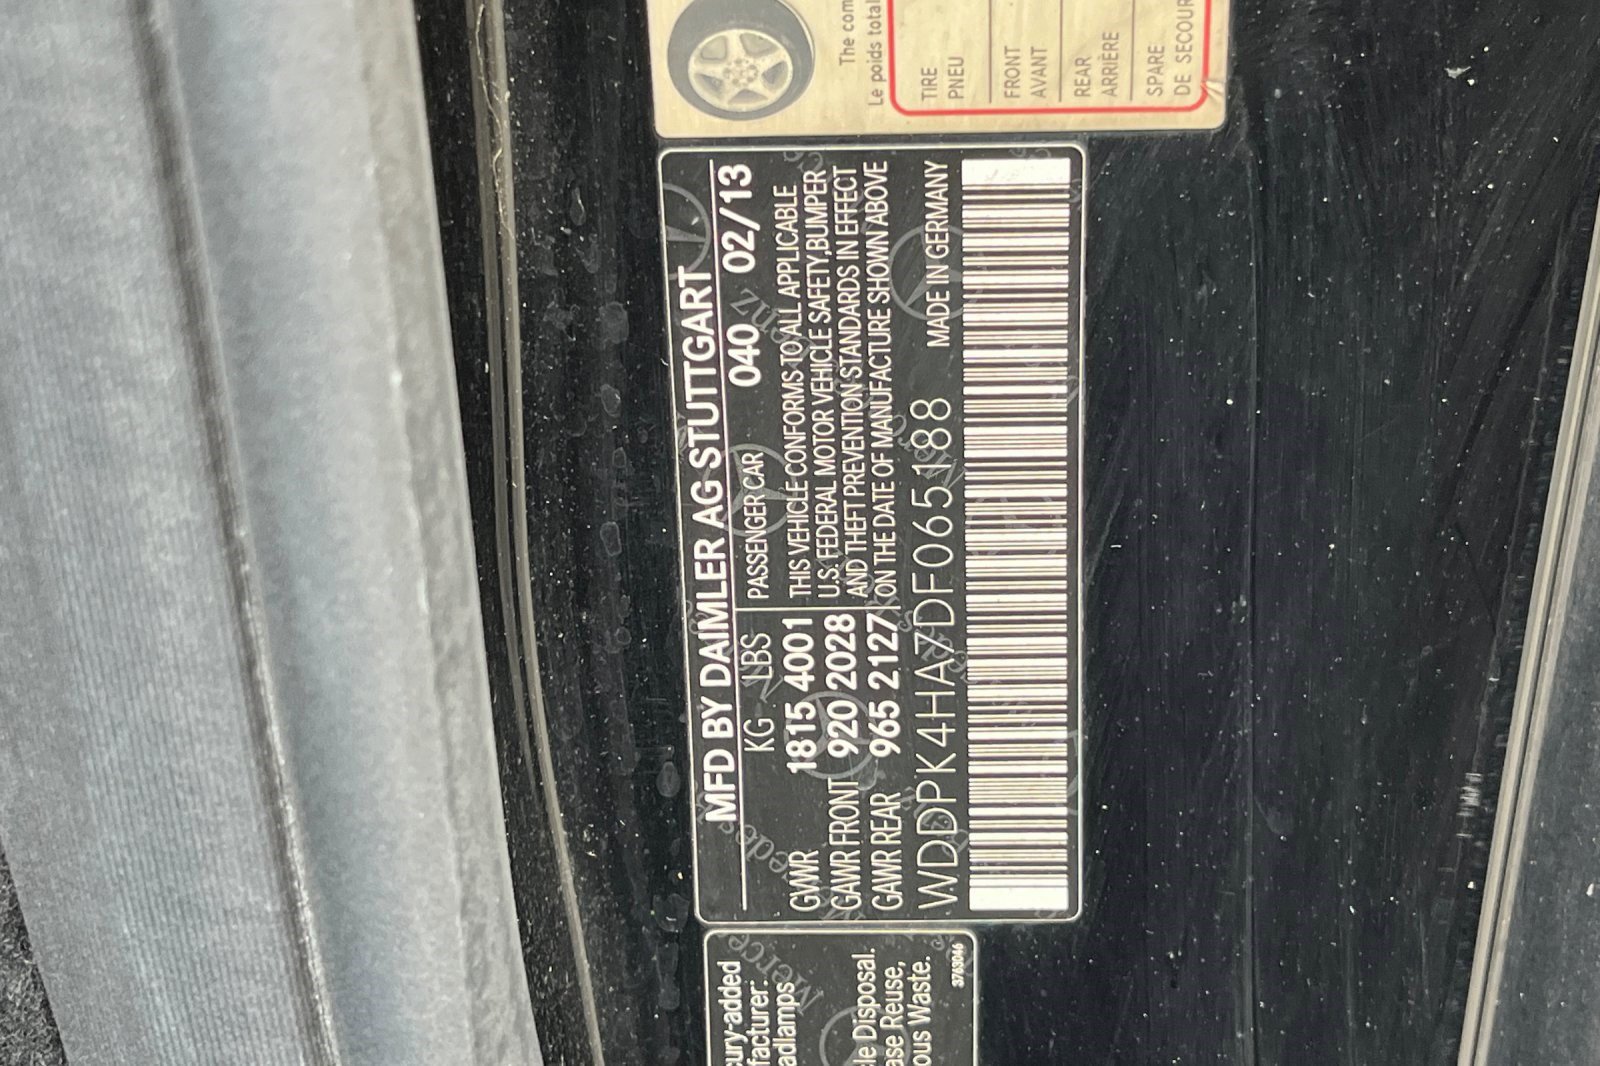 MFD BY DAIMLER AG STUTTGART
KG LBS PASSENGER CAR 040 02/13
GVWR 1815 4001 THIS VEHICLE CONFORMS TO ALL APPLICABLE
GAWR FRONT 920 2028 U.S. FEDERAL MOTOR VEHICLE SAFETY, BUMPER
AND THEFT PREVENTION STANDARDS IN EFFECT
GAWR REAR 965 2127 ON THE DATE OF MANUFACTURE SHOWN ABOVE
WDDPK4HA7DF065188 MADE IN GERMANY
The com
Le poids total
TIRE
PNEU
FRONT
AVANT
REAR
ARRIÈRE
SPARE
DE SECOUR
cury-added
facturer:
adlamps
le Disposal.
ase Reuse,
ous Waste.
3763046